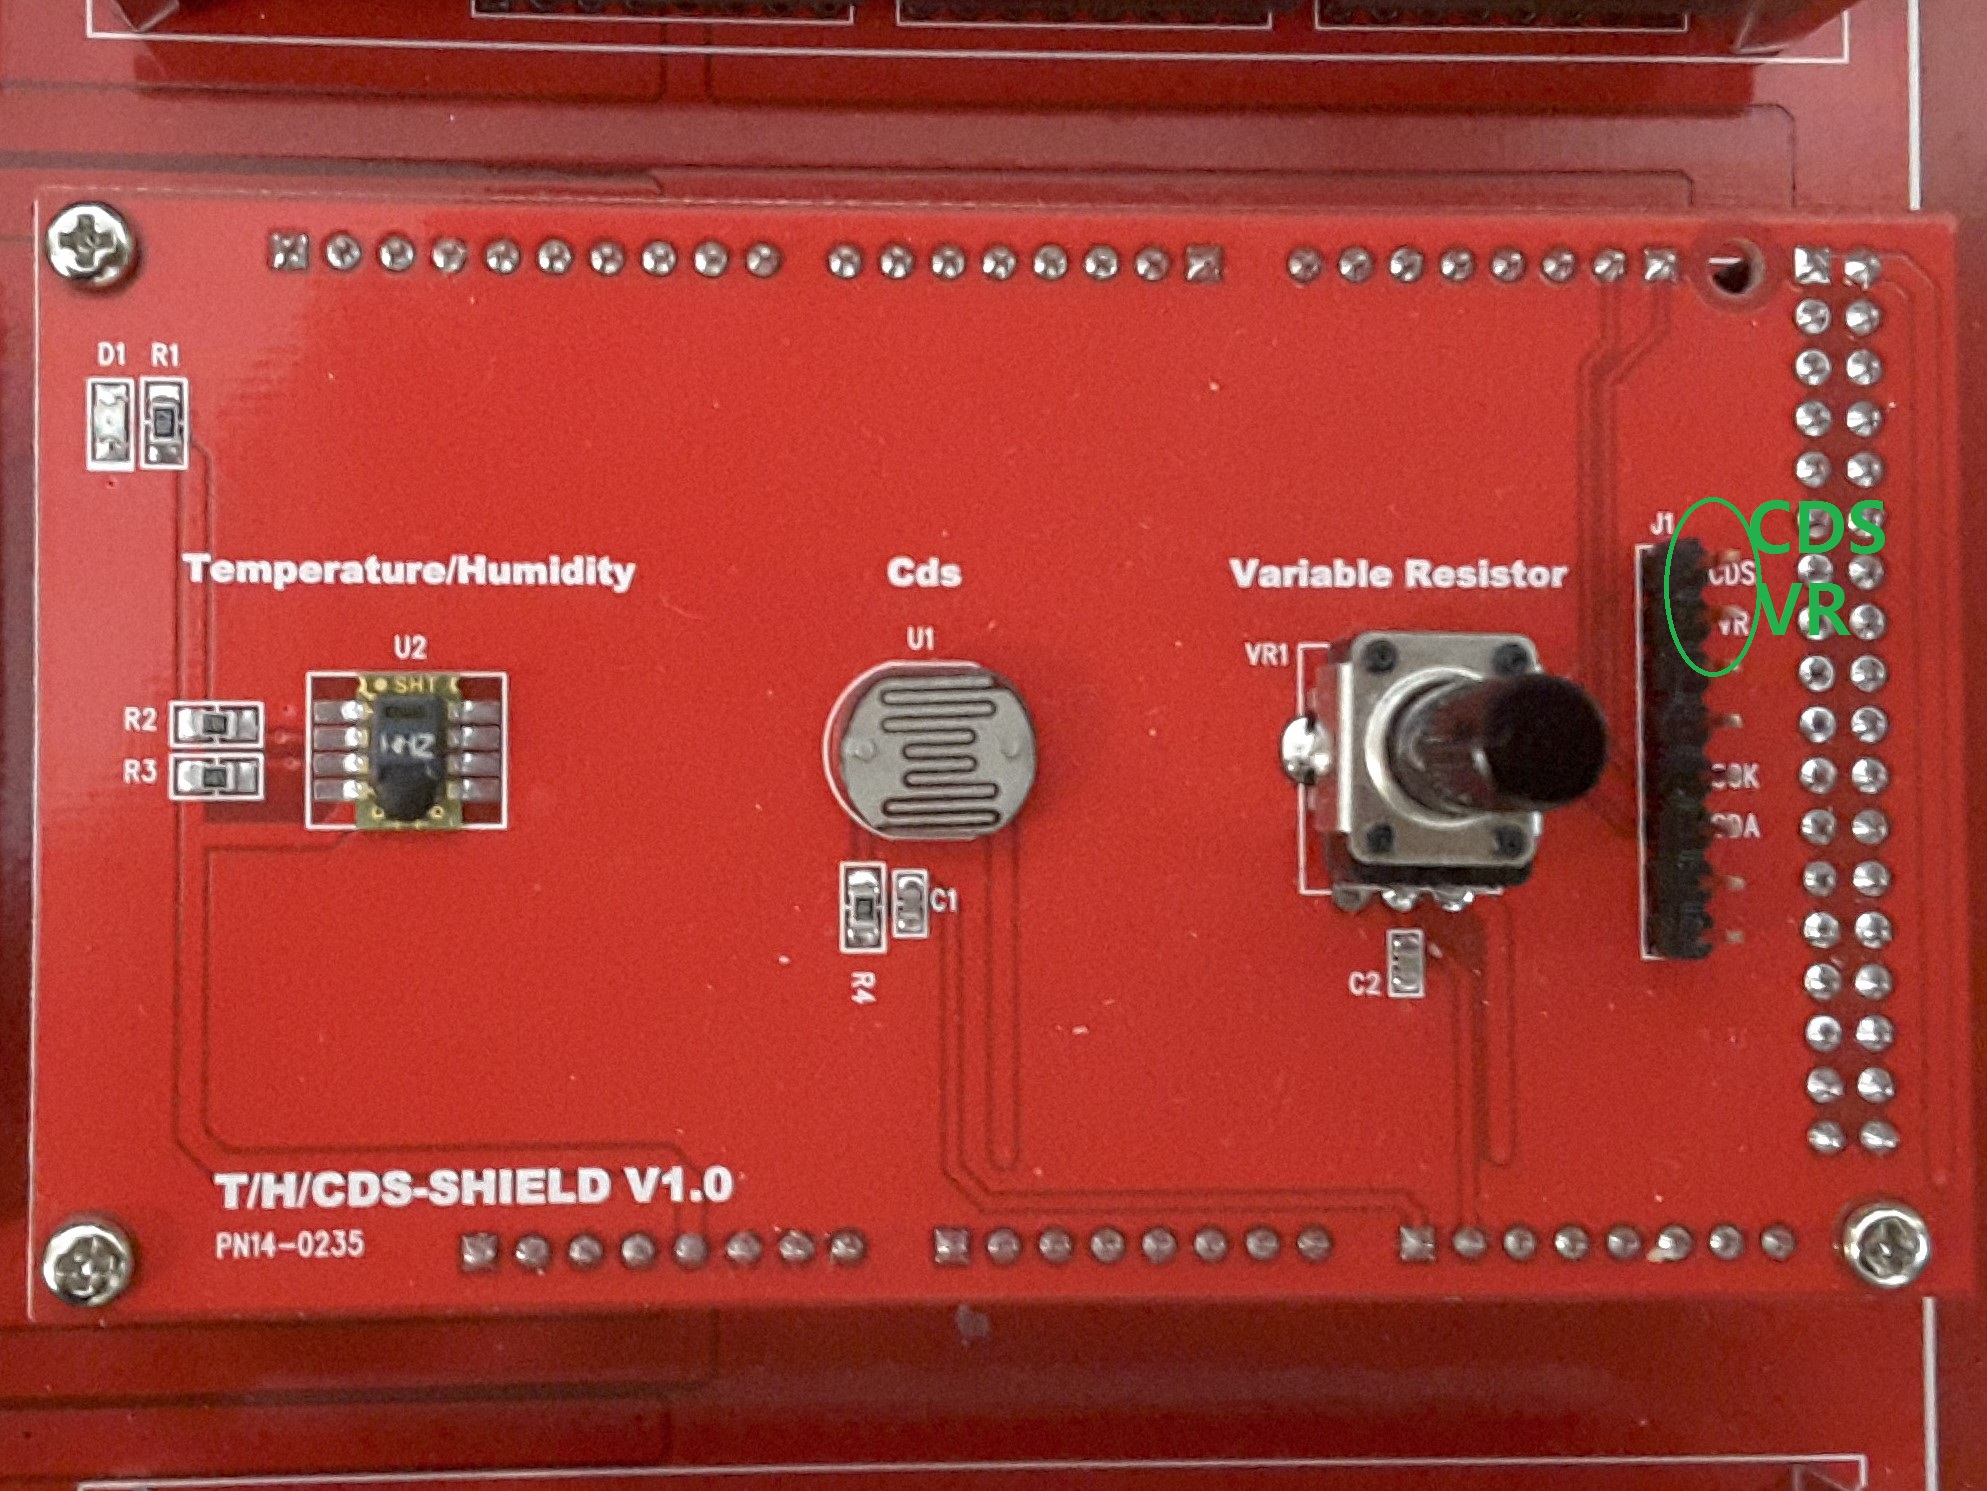 D1 R1
Temperature/Humidity
Cds
Variable Resistor
J1
CDS
CDS
VR
VR
U2
U1
VR1
SHT
R2
R3
SDA
C1
R4
C2
T/H/CDS-SHIELD V1.0
PN14-0235